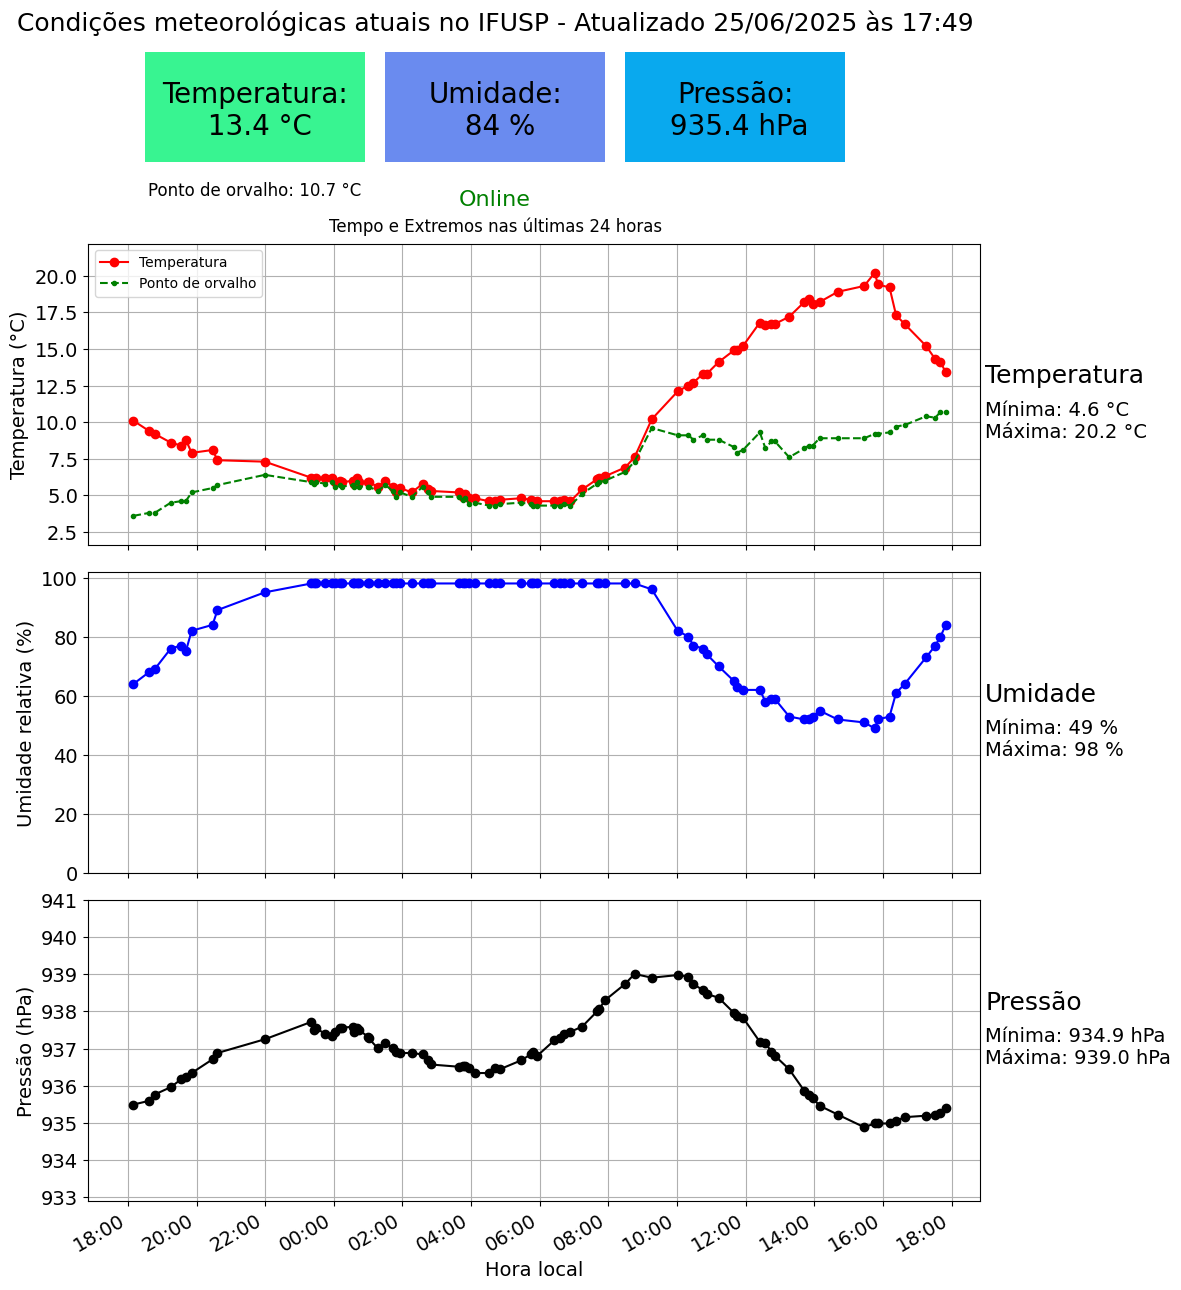 Condições meteorológicas atuais no IFUSP - Atualizado 25/06/2025 às 17:49
Temperatura:
13.4 °C
Umidade:
84 %
Pressão:
935.4 hPa
Ponto de orvalho: 10.7 °C
Online
Tempo e Extremos nas últimas 24 horas
Temperatura
Ponto de orvalho
Temperatura (°C)
20.0
17.5
15.0
12.5
10.0
7.5
5.0
2.5
Temperatura
Mínima: 4.6 °C
Máxima: 20.2 °C
Umidade relativa (%)
100
80
60
40
20
0
Umidade
Mínima: 49 %
Máxima: 98 %
Pressão (hPa)
941
940
939
938
937
936
935
934
933
Pressão
Mínima: 934.9 hPa
Máxima: 939.0 hPa
18:00
20:00
22:00
00:00
02:00
04:00
06:00
08:00
10:00
12:00
14:00
16:00
18:00
Hora local